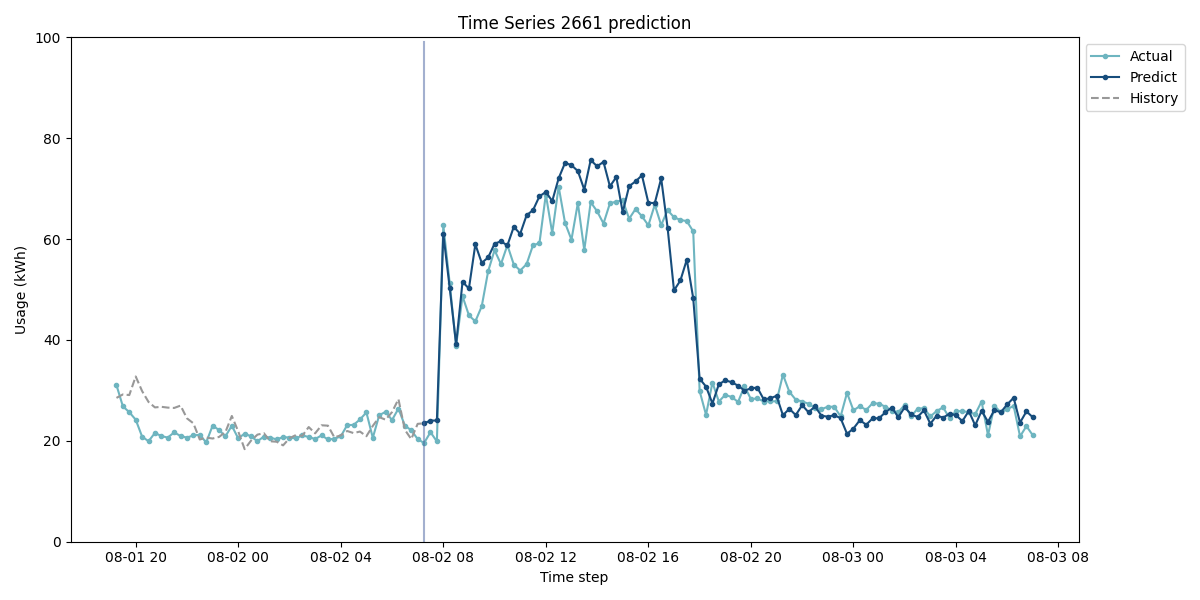 Time Series 2661 prediction
Usage (kWh)
100
80
60
40
20
0
08-01 20
08-02 00
08-02 04
08-02 08
08-02 12
08-02 16
08-02 20
08-03 00
08-03 04
08-03 08
Time step
Actual
Predict
History